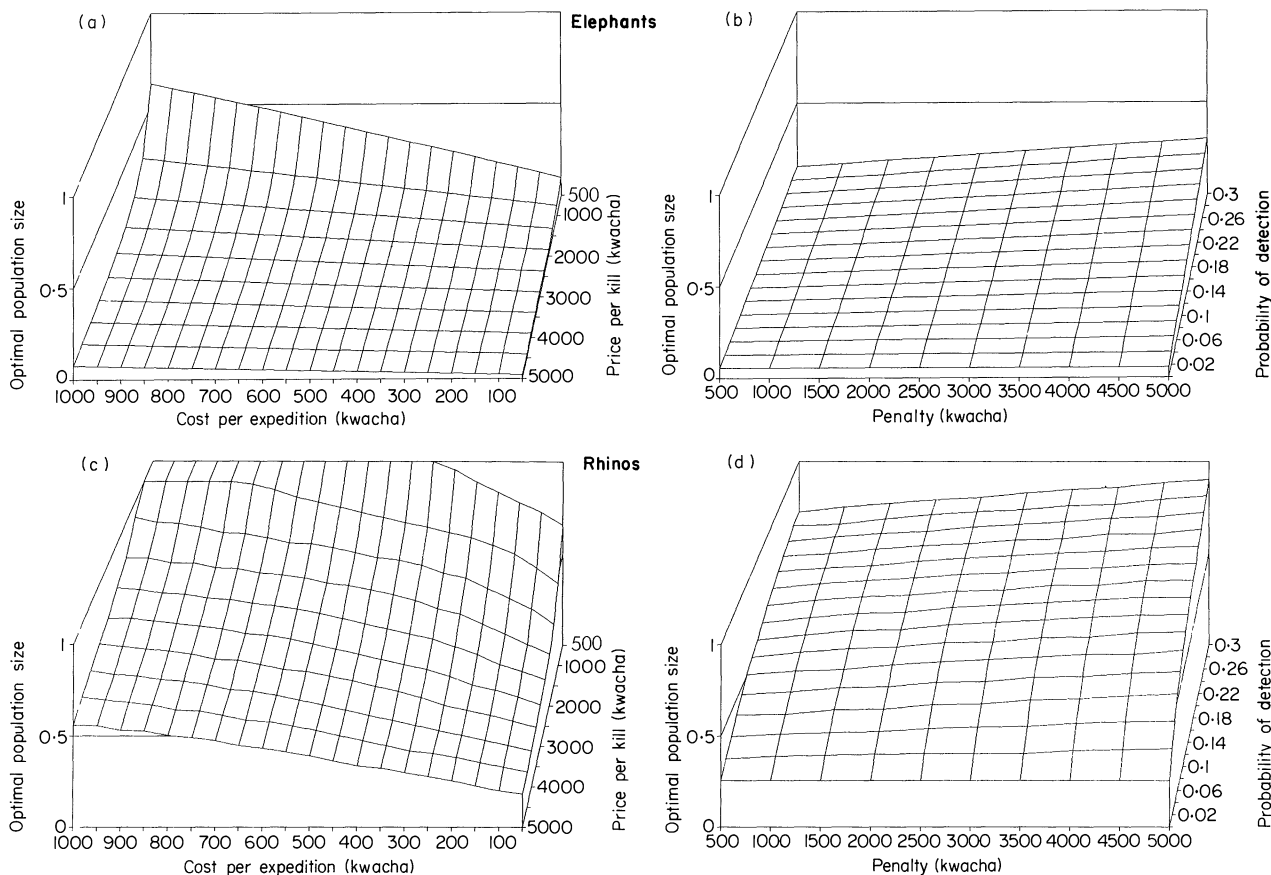 (a)
Elephants
(b)
Optimal population size
1
0·5
0
1000 900 800 700 600 500 400 300 200 100
Cost per expedition (kwacha)
500
1000
2000
3000
4000
5000
Price per kill (kwacha)
Optimal population size
1
0·5
0
500 1000 1500 2000 2500 3000 3500 4000 4500 5000
Penalty (kwacha)
0·3
0·26
0·22
0·18
0·14
0·1
0·06
0·02
Probability of detection
(c)
Rhinos
(d)
Optimal population size
1
0·5
0
1000 900 800 700 600 500 400 300 200 100
Cost per expedition (kwacha)
500
1000
2000
3000
4000
5000
Price per kill (kwacha)
Optimal population size
1
0·5
0
500 1000 1500 2000 2500 3000 3500 4000 4500 5000
Penalty (kwacha)
0·3
0·26
0·22
0·18
0·14
0·1
0·06
0·02
Probability of detection